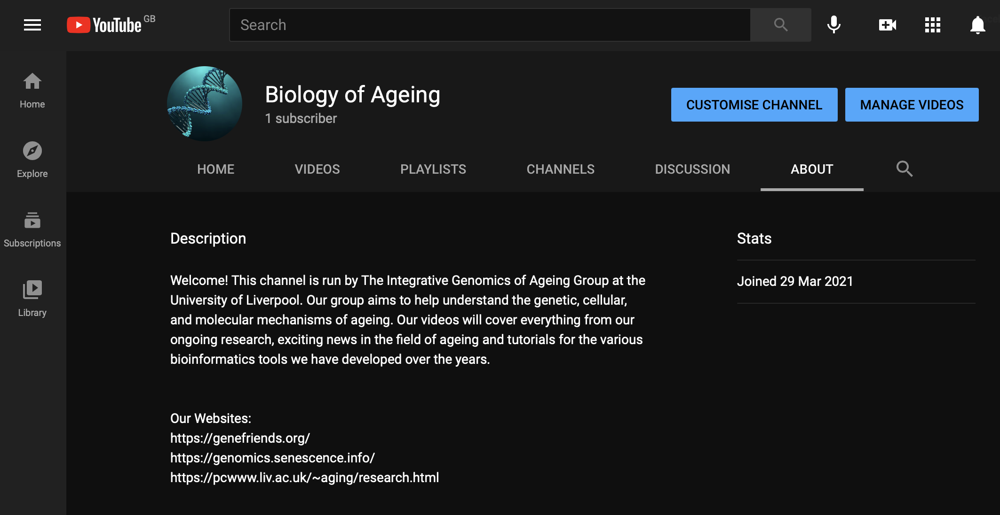 YouTube GB
Search
Home
Explore
Subscriptions
Library
Biology of Ageing
1 subscriber
CUSTOMISE CHANNEL
MANAGE VIDEOS
HOME VIDEOS PLAYLISTS CHANNELS DISCUSSION ABOUT
Description
Welcome! This channel is run by The Integrative Genomics of Ageing Group at the
University of Liverpool. Our group aims to help understand the genetic, cellular,
and molecular mechanisms of ageing. Our videos will cover everything from our
ongoing research, exciting news in the field of ageing and tutorials for the various
bioinformatics tools we have developed over the years.
Our Websites:
https://genefriends.org/
https://genomics.senescence.info/
https://pcwww.liv.ac.uk/~aging/research.html
Stats
Joined 29 Mar 2021